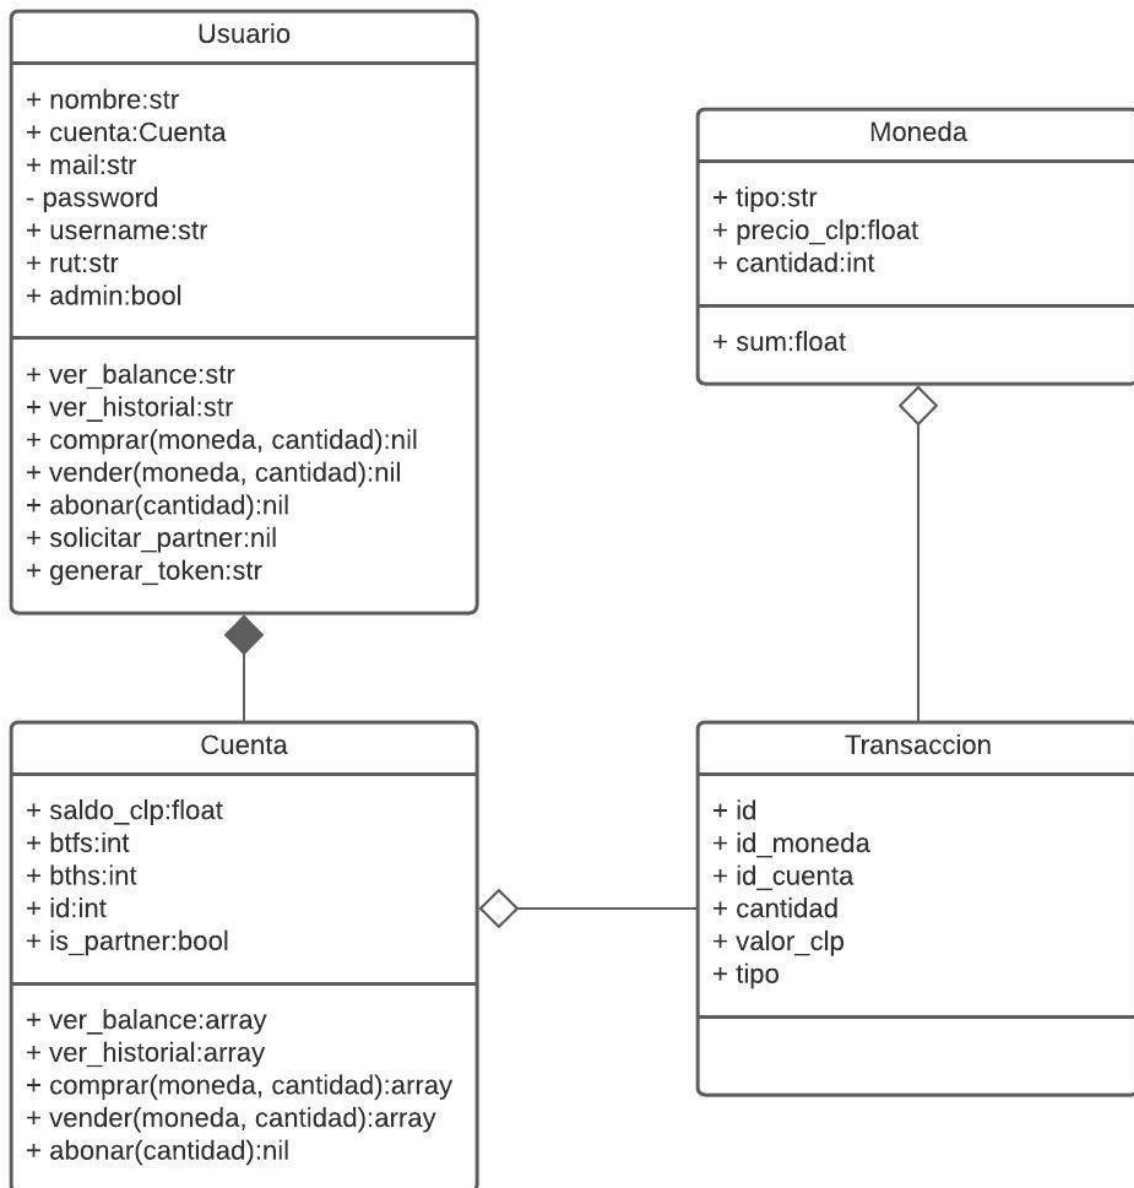 Usuario
+ nombre:str
+ cuenta:Cuenta
+ mail:str
- password
+ username:str
+ rut:str
+ admin:bool
+ ver_balance:str
+ ver_historial:str
+ comprar(moneda, cantidad):nil
+ vender(moneda, cantidad):nil
+ abonar(cantidad):nil
+ solicitar_partner:nil
+ generar_token:str
Moneda
+ tipo:str
+ precio_clp:float
+ cantidad:int
+ sum:float
Cuenta
+ saldo_clp:float
+ btfs:int
+ bths:int
+ id:int
+ is_partner:bool
+ ver_balance:array
+ ver_historial:array
+ comprar(moneda, cantidad):array
+ vender(moneda, cantidad):array
+ abonar(cantidad):nil
Transaccion
+ id
+ id_moneda
+ id_cuenta
+ cantidad
+ valor_clp
+ tipo